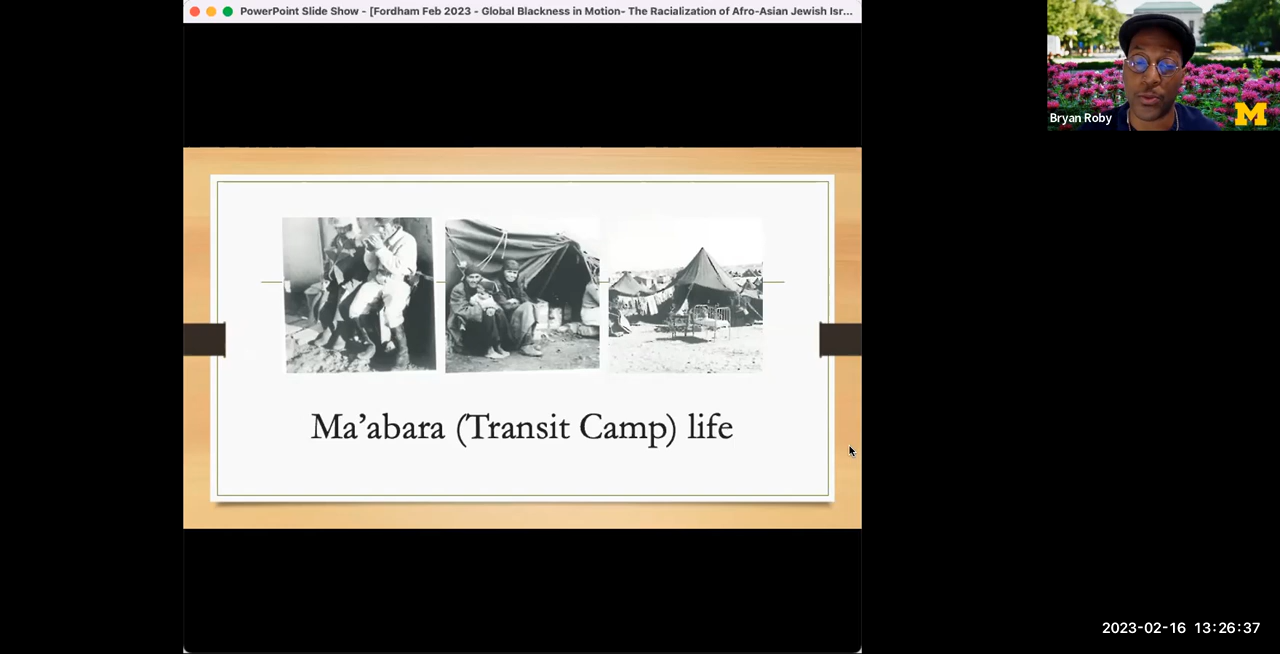 PowerPoint Slide Show - [Fordham Feb 2023 - Global Blackness in Motion- The Racialization of Afro-Asian Jewish Isr...
Bryan Roby
M
Ma’abara (Transit Camp) life
2023-02-16 13:26:37